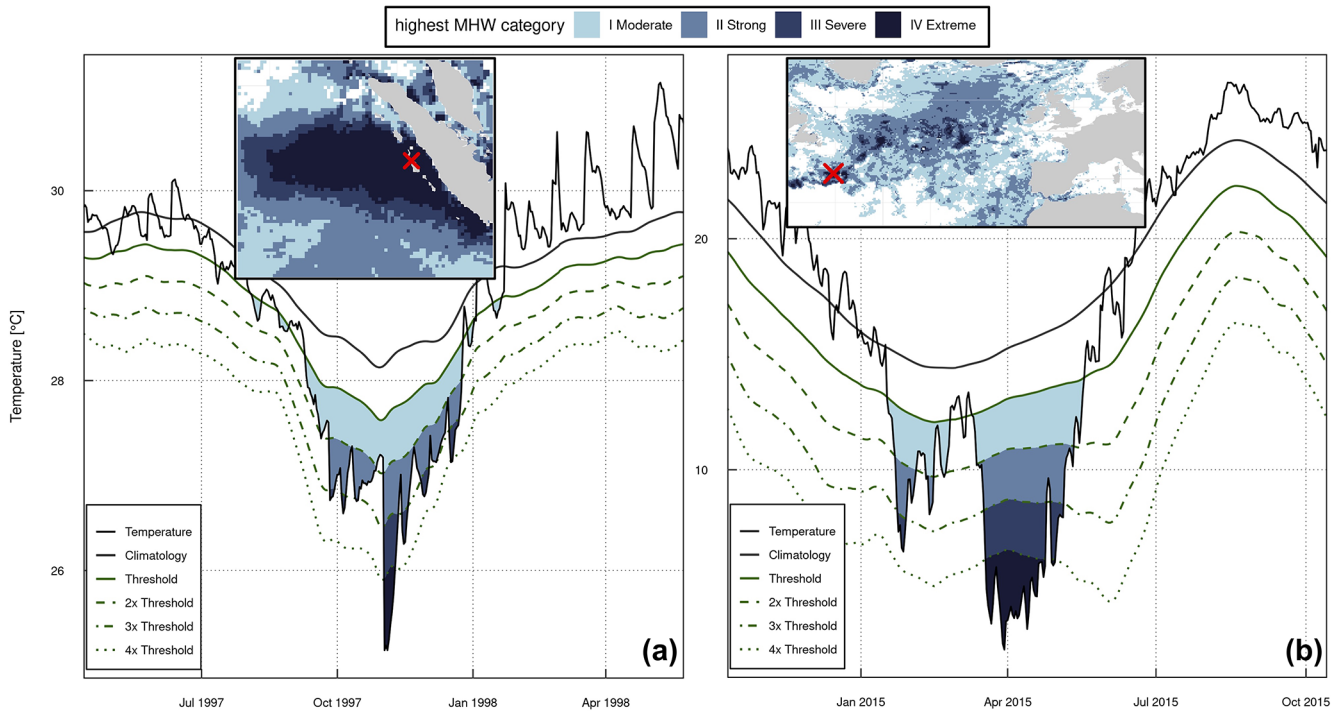 highest MHW category I Moderate II Strong III Severe IV Extreme
Temperature [°C]
30
28
26
Temperature
Climatology
Threshold
2x Threshold
3x Threshold
4x Threshold
(a)
Jul 1997 Oct 1997 Jan 1998 Apr 1998
20
10
Temperature
Climatology
Threshold
2x Threshold
3x Threshold
4x Threshold
(b)
Jan 2015 Apr 2015 Jul 2015 Oct 2015